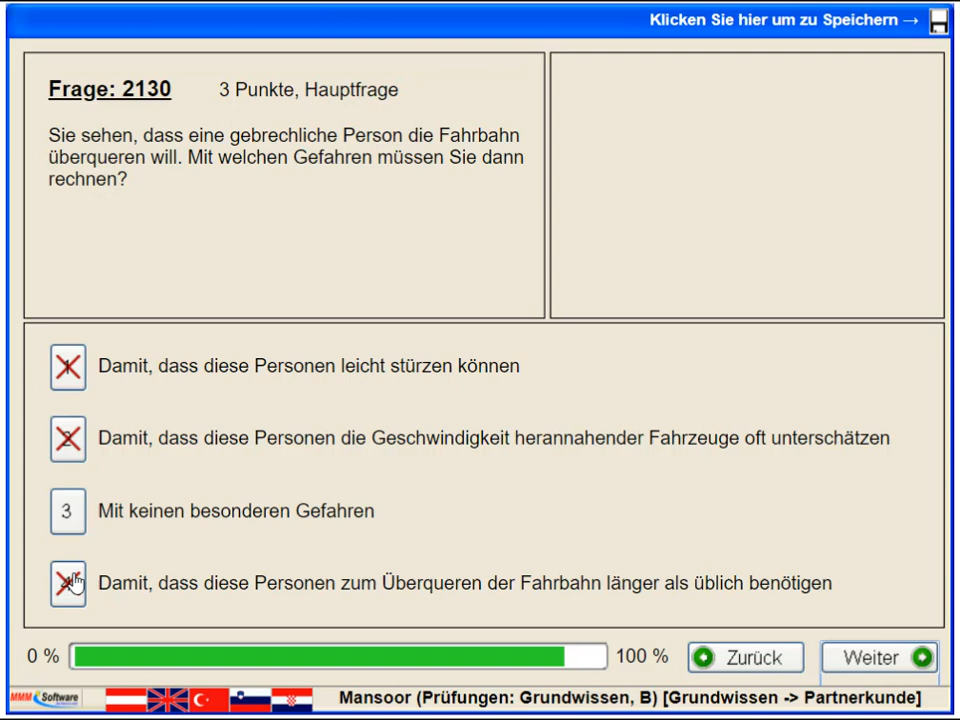 Klicken Sie hier um zu Speichern →
Frage: 2130 3 Punkte, Hauptfrage
Sie sehen, dass eine gebrechliche Person die Fahrbahn
überqueren will. Mit welchen Gefahren müssen Sie dann
rechnen?
1 Damit, dass diese Personen leicht stürzen können
2 Damit, dass diese Personen die Geschwindigkeit herannahender Fahrzeuge oft unterschätzen
3 Mit keinen besonderen Gefahren
4 Damit, dass diese Personen zum Überqueren der Fahrbahn länger als üblich benötigen
0 % 100 % Zurück Weiter
MMM Software Mansoor (Prüfungen: Grundwissen, B) [Grundwissen -> Partnerkunde]